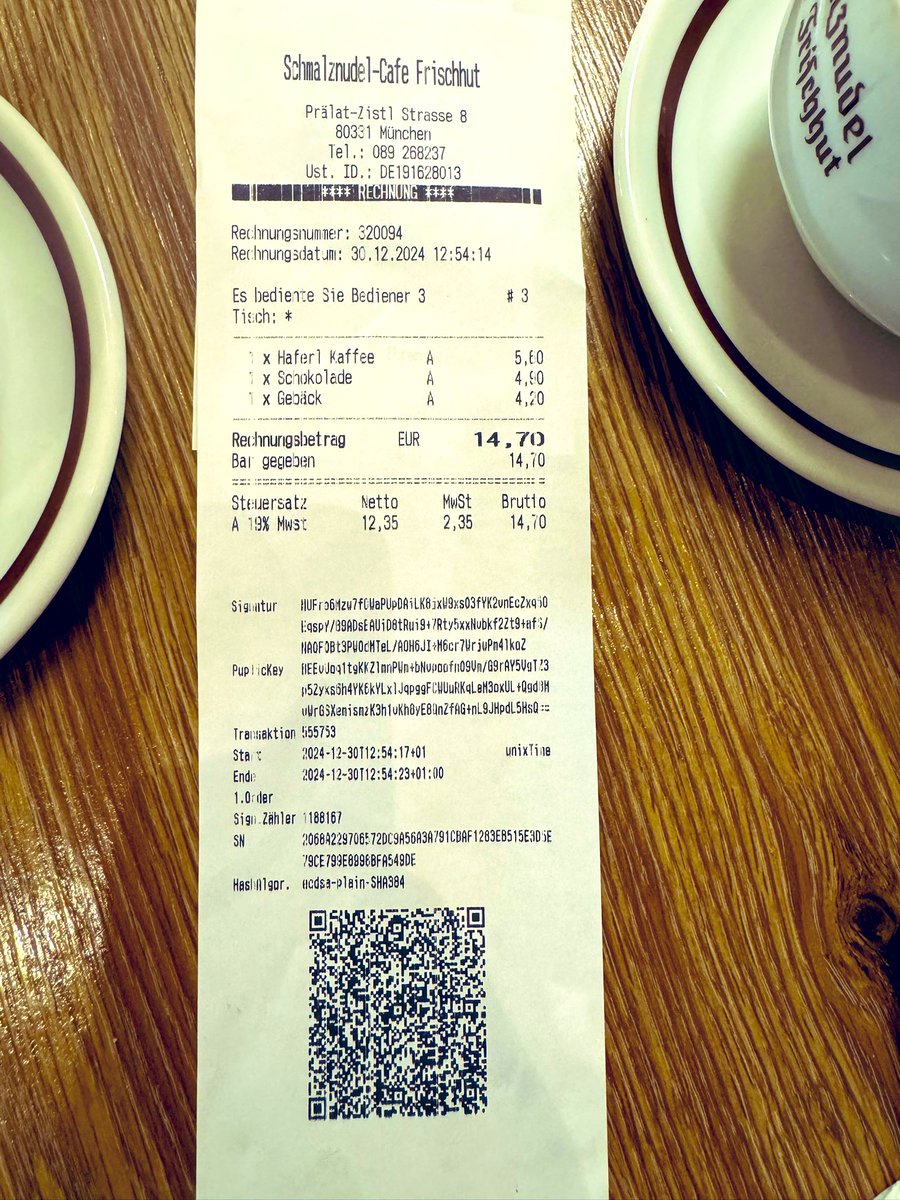 Schmalznudel-Cafe Frischhut
Prälat-Zistl Strasse 8
80331 München
Tel.: 089 268237
Ust. ID.: DE191628013
**** RECHNUNG ****
Rechnungsnummer: 320094
Rechnungsdatum: 30.12.2024 12:54:14
Es bediente Sie Bediener 3 # 3
Tisch: *
1 x Haferl Kaffee A 5,60
1 x Schokolade A 4,90
1 x Gebäck A 4,20
Rechnungsbetrag EUR 14,70
Bar gegeben 14,70
Steuersatz Netto MwSt Brutto
A 19% Mwst 12,35 2,35 14,70
Signatur
PuplicKey
Transaktion 555753
Start 2024-12-30T12:54:17+01 unixTime
Ende 2024-12-30T12:54:23+01:00
1.Order
Sign.Zähler 1188167
SN
HashAlgor. ecdsa-plain-SHA384
Frischhut